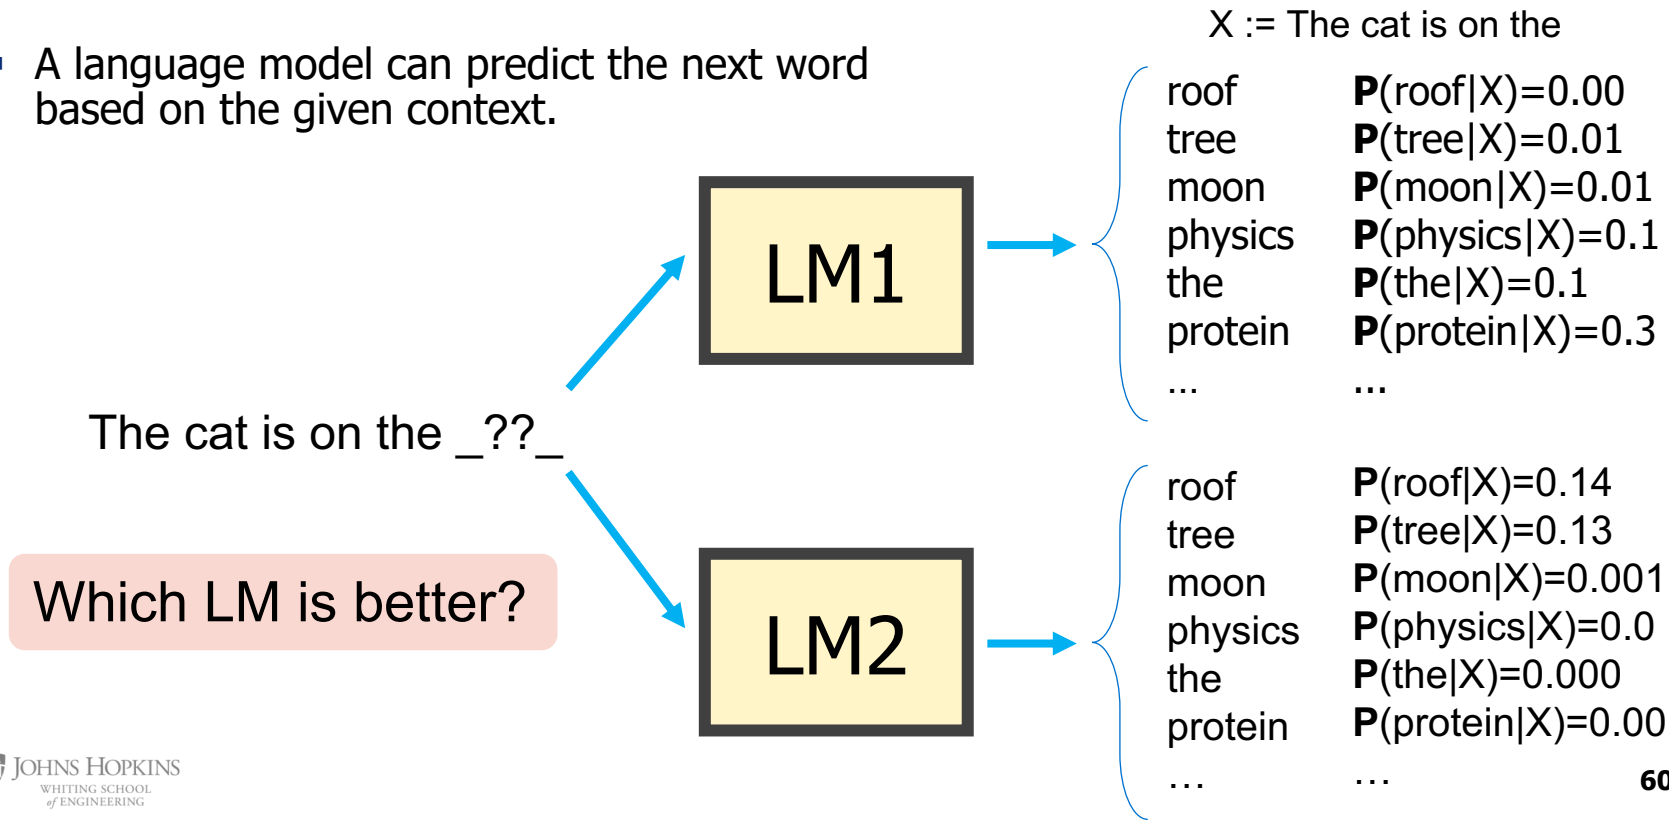 A language model can predict the next word
based on the given context.
The cat is on the _??_
Which LM is better?
LM1
LM2
X := The cat is on the
roof P(roof|X)=0.00
tree P(tree|X)=0.01
moon P(moon|X)=0.01
physics P(physics|X)=0.1
the P(the|X)=0.1
protein P(protein|X)=0.3
... ...
roof P(roof|X)=0.14
tree P(tree|X)=0.13
moon P(moon|X)=0.001
physics P(physics|X)=0.0
the P(the|X)=0.000
protein P(protein|X)=0.00
... ...
JOHNS HOPKINS
WHITING SCHOOL
of ENGINEERING
60